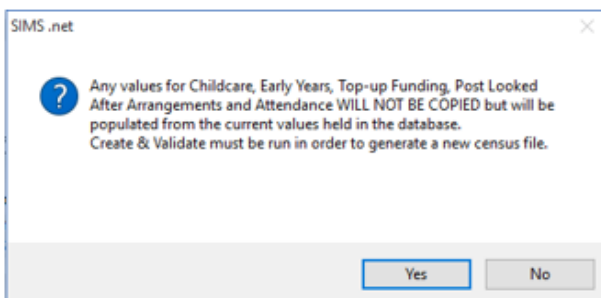 SIMS .net
Any values for Childcare, Early Years, Top-up Funding, Post Looked
After Arrangements and Attendance WILL NOT BE COPIED but will be
populated from the current values held in the database.
Create & Validate must be run in order to generate a new census file.
Yes No